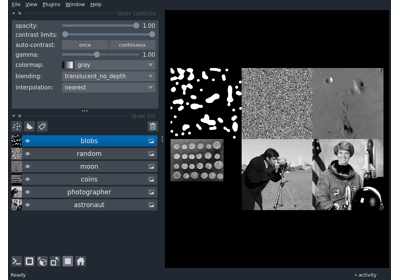 File View Plugins Window Help
layer controls
opacity: 1.00
contrast limits:
auto-contrast: once continuous
gamma: 1.00
colormap: gray
blending: translucent_no_depth
interpolation: nearest
layer list
blobs
random
moon
coins
photographer
astronaut
Ready activity